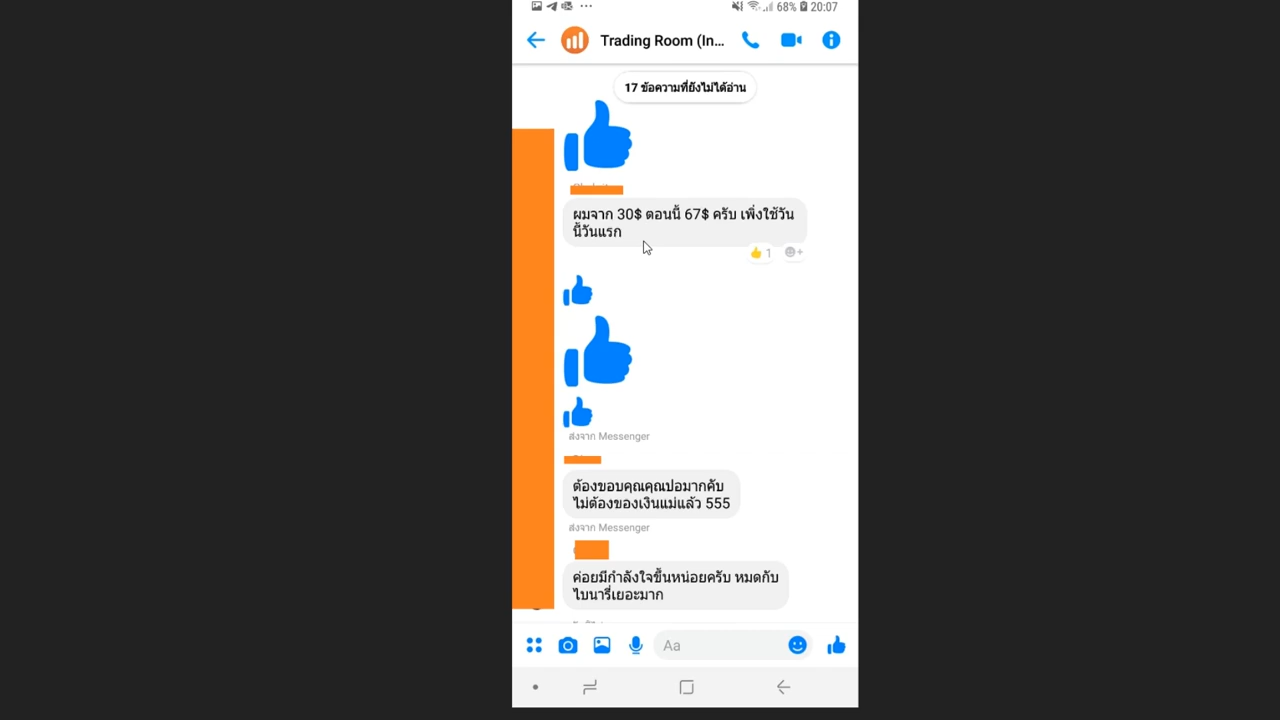 68% 20:07
Trading Room (In...
17 ข้อความที่ยังไม่ได้อ่าน
ผมจาก 30$ ตอนนี้ 67$ ครับ เพิ่งใช้วัน
นี้วันแรก
1
ส่งจาก Messenger
ต้องขอบคุณคุณปอมากคับ
ไม่ต้องของเงินแม่แล้ว 555
ส่งจาก Messenger
ค่อยมีกำลังใจขึ้นหน่อยครับ หมดกับ
ไบนารี่เยอะมาก
Aa